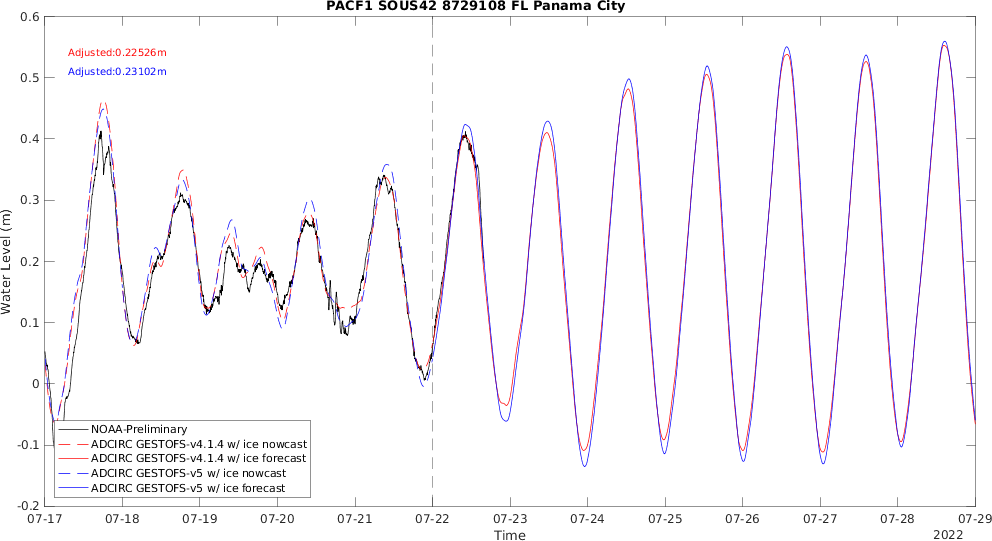 PACF1 SOUS42 8729108 FL Panama City
Adjusted:0.22526m
Adjusted:0.23102m
Water Level (m)
0.6
0.5
0.4
0.3
0.2
0.1
0
-0.1
-0.2
NOAA-Preliminary
ADCIRC GESTOFS-v4.1.4 w/ ice nowcast
ADCIRC GESTOFS-v4.1.4 w/ ice forecast
ADCIRC GESTOFS-v5 w/ ice nowcast
ADCIRC GESTOFS-v5 w/ ice forecast
07-17 07-18 07-19 07-20 07-21 07-22 07-23 07-24 07-25 07-26 07-27 07-28 07-29
Time
2022